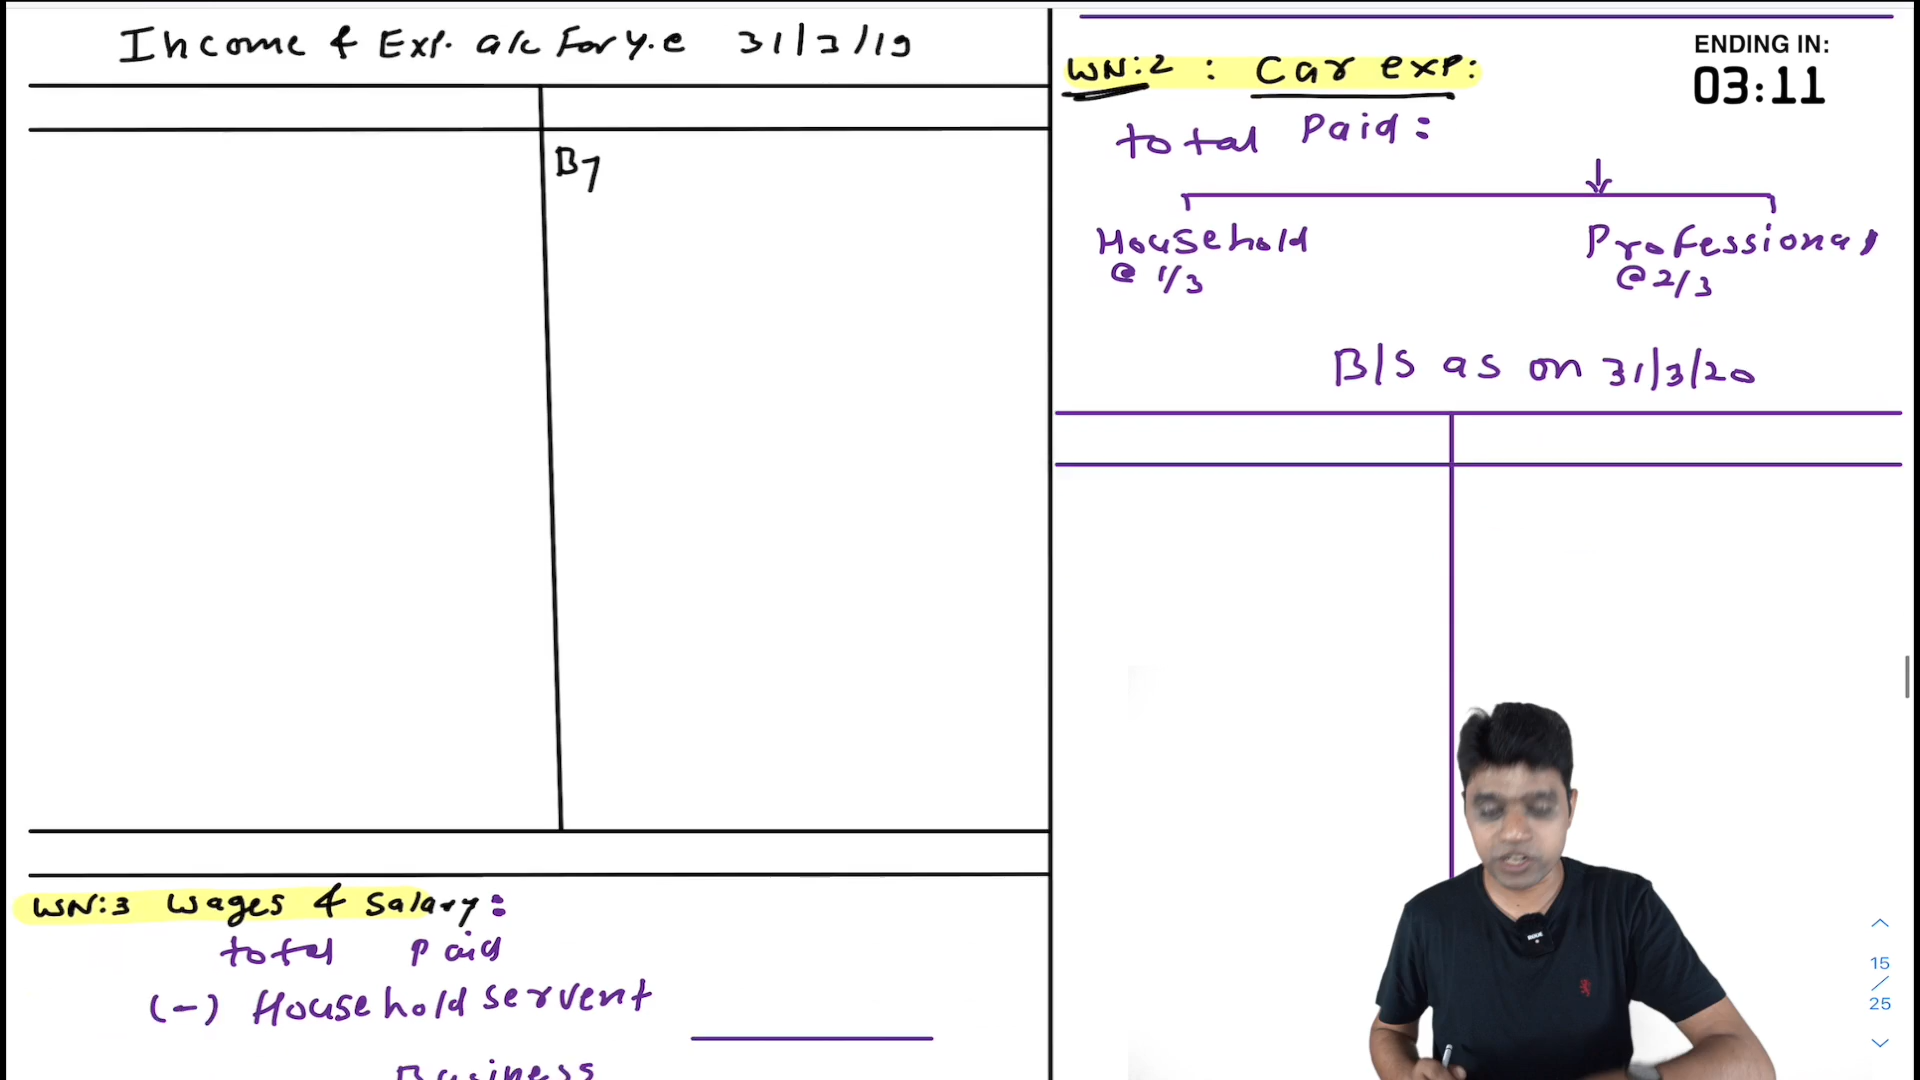 Income & Exp. a/c For y.e 31/3/19
By
WN:3 Wages & Salary:
total paid
(-) Household servent
Business
ENDING IN:
03:11
WN:2 : Car exp:
total Paid:
Household
@ 1/3
Professional
@ 2/3
B/S as on 31/3/20
15
/
25